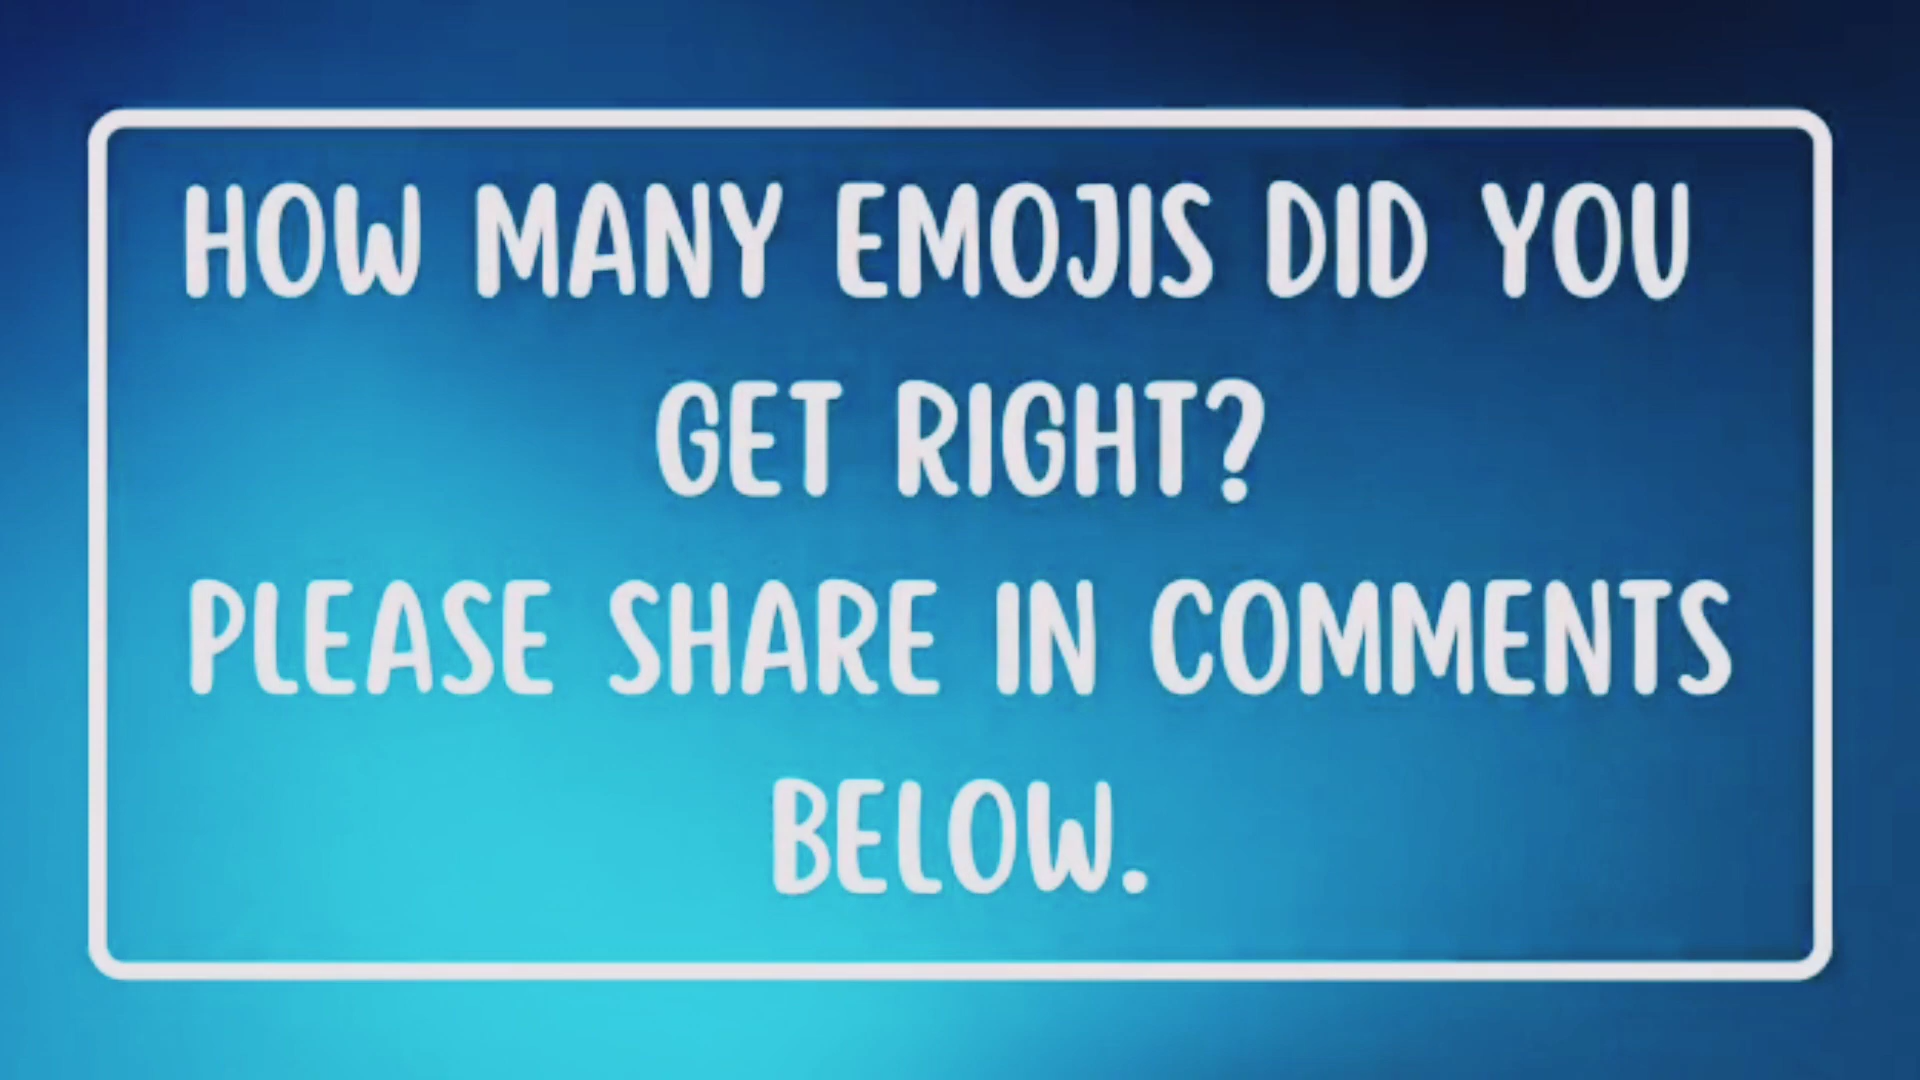 HOW MANY EMOJIS DID YOU
GET RIGHT?
PLEASE SHARE IN COMMENTS
BELOW.